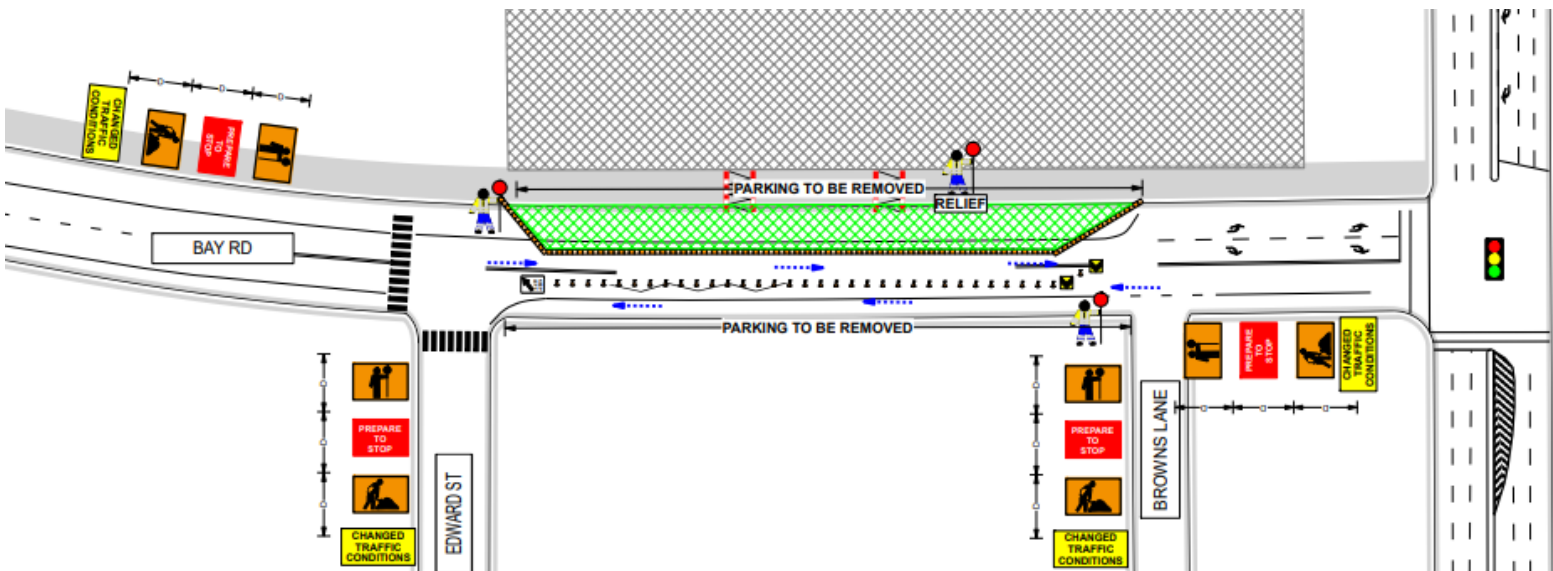 CHANGED
TRAFFIC
CONDITIONS
PREPARE
TO
STOP
PARKING TO BE REMOVED
RELIEF
BAY RD
PARKING TO BE REMOVED
PREPARE
TO
STOP
CHANGED
TRAFFIC
CONDITIONS
PREPARE
TO
STOP
CHANGED
TRAFFIC
CONDITIONS
EDWARD ST
PREPARE
TO
STOP
CHANGED
TRAFFIC
CONDITIONS
BROWNS LANE
D
D
D
D
D
D
D
D
D
D
D
D